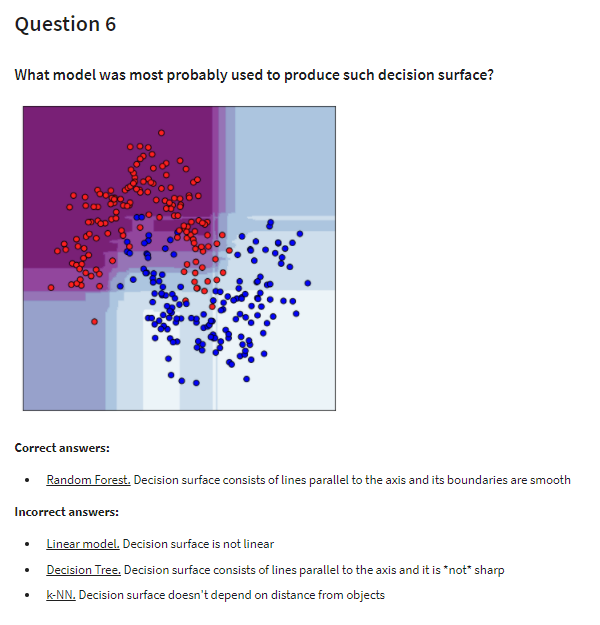 Question 6
What model was most probably used to produce such decision surface?
Correct answers:
• Random Forest. Decision surface consists of lines parallel to the axis and its boundaries are smooth
Incorrect answers:
• Linear model. Decision surface is not linear
• Decision Tree. Decision surface consists of lines parallel to the axis and it is *not* sharp
• k-NN. Decision surface doesn't depend on distance from objects